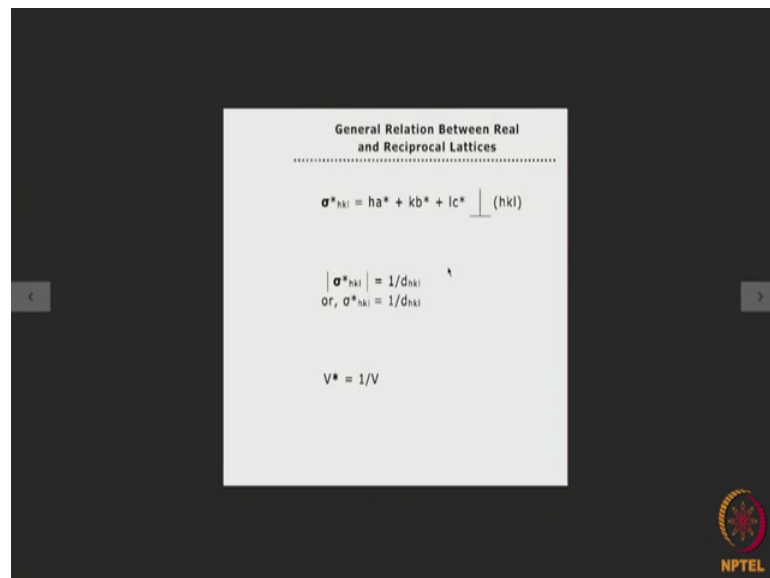 General Relation Between Real
and Reciprocal Lattices
σ*hkl = ha* + kb* + lc* ⊥ (hkl)
|σ*hkl| = 1/dhkl
or, σ*hkl = 1/dhkl
V* = 1/V
NPTEL